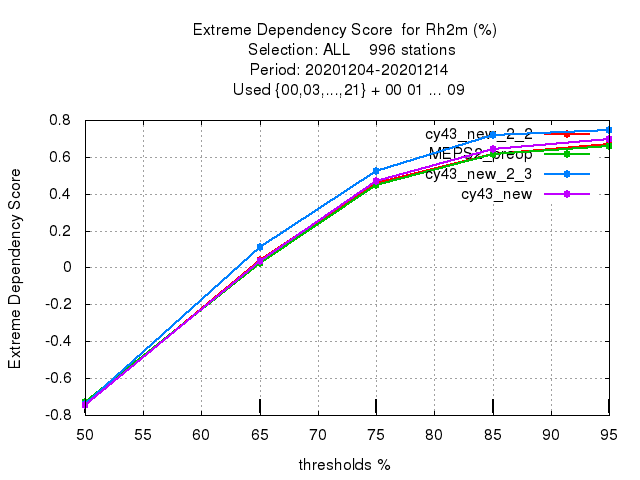 Extreme Dependency Score  for Rh2m (%)
Selection: ALL    996 stations
Period: 20201204-20201214
Used {00,03,...,21} + 00 01 ... 09
Extreme Dependency Score
0.8
0.6
0.4
0.2
0
-0.2
-0.4
-0.6
-0.8
cy43_new_2_2
MEPS2_preop
cy43_new_2_3
cy43_new
50 55 60 65 70 75 80 85 90 95
thresholds %